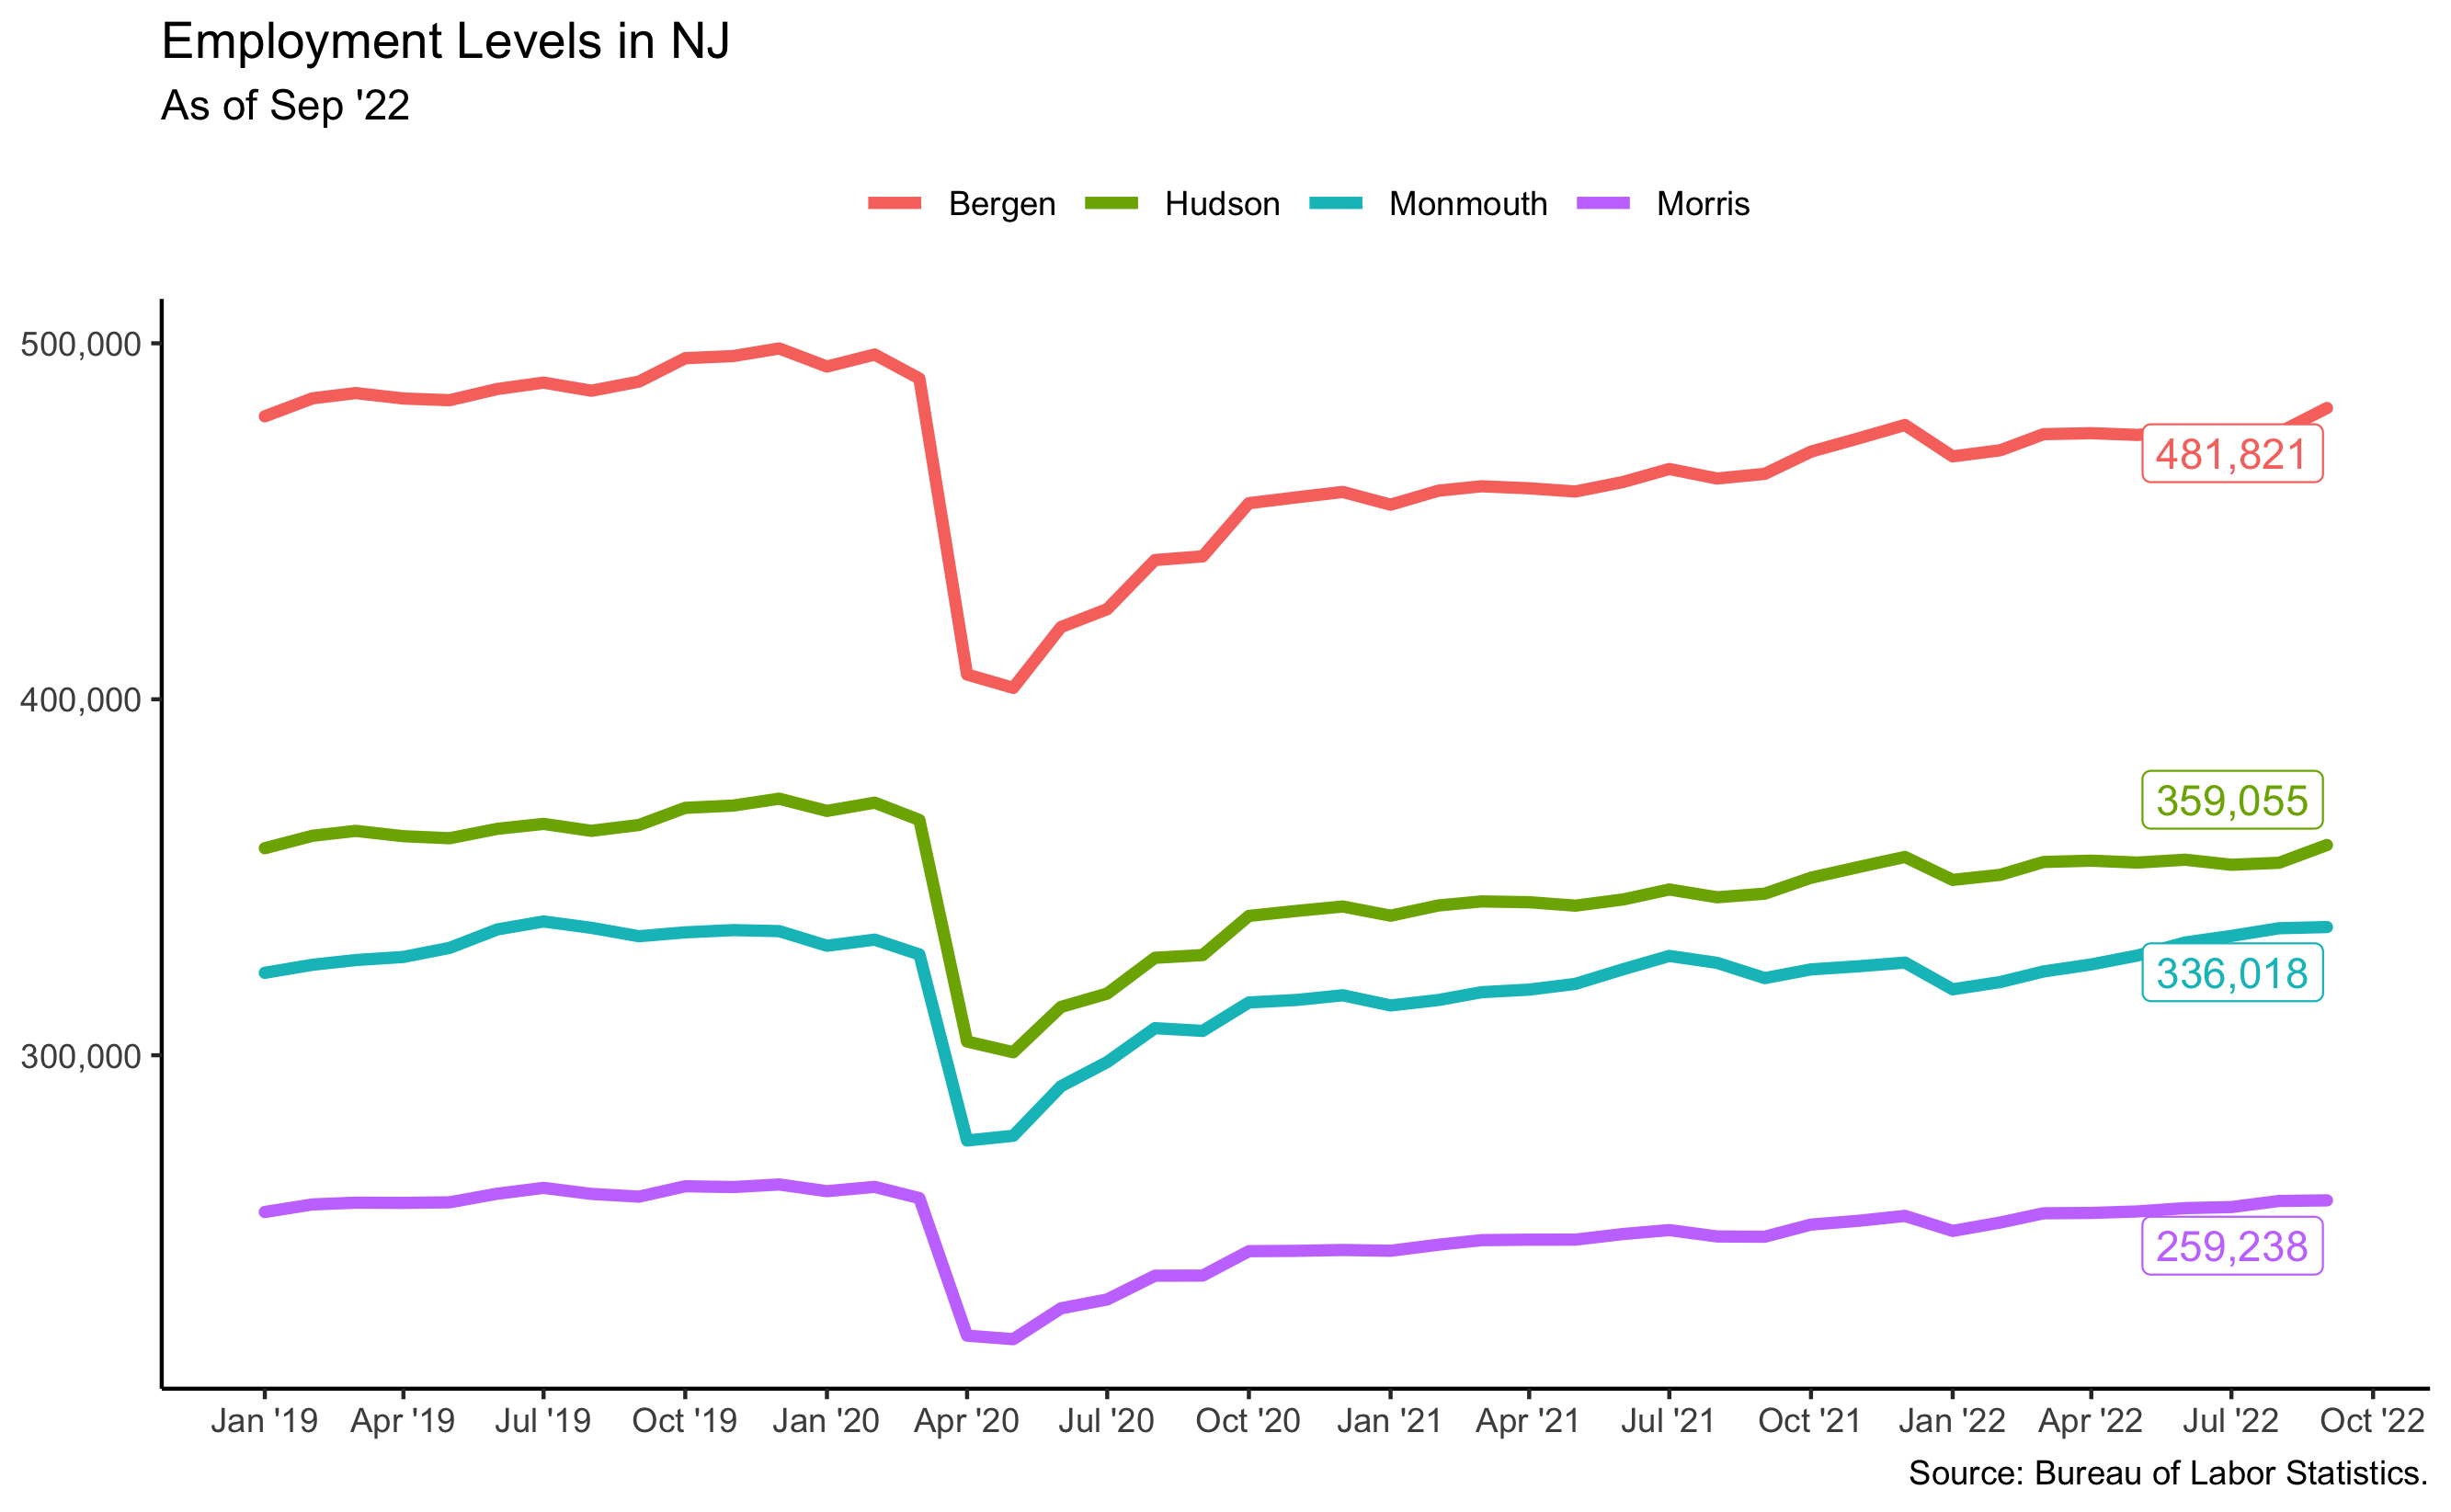 Employment Levels in NJ
As of Sep '22
Bergen Hudson Monmouth Morris
500,000
400,000
300,000
481,821
359,055
336,018
259,238
Jan '19 Apr '19 Jul '19 Oct '19 Jan '20 Apr '20 Jul '20 Oct '20 Jan '21 Apr '21 Jul '21 Oct '21 Jan '22 Apr '22 Jul '22 Oct '22
Source: Bureau of Labor Statistics.